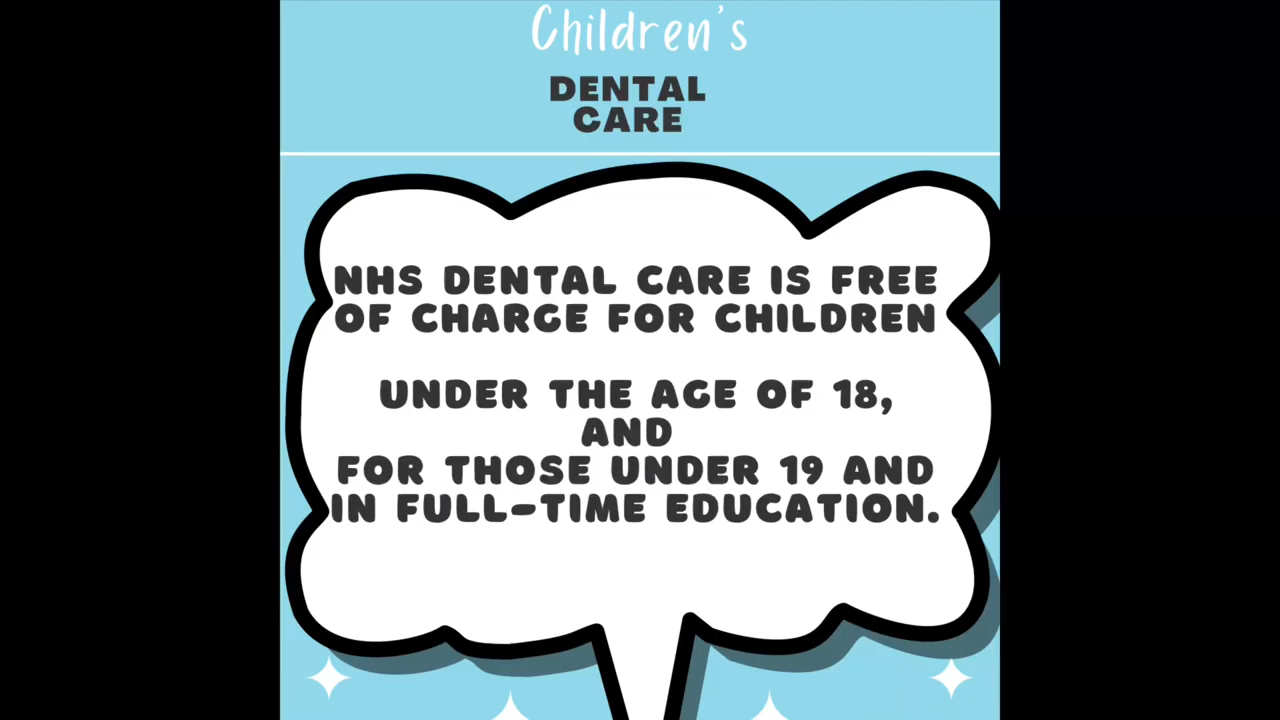 Children's
DENTAL
CARE
NHS DENTAL CARE IS FREE
OF CHARGE FOR CHILDREN
UNDER THE AGE OF 18,
AND
FOR THOSE UNDER 19 AND
IN FULL-TIME EDUCATION.